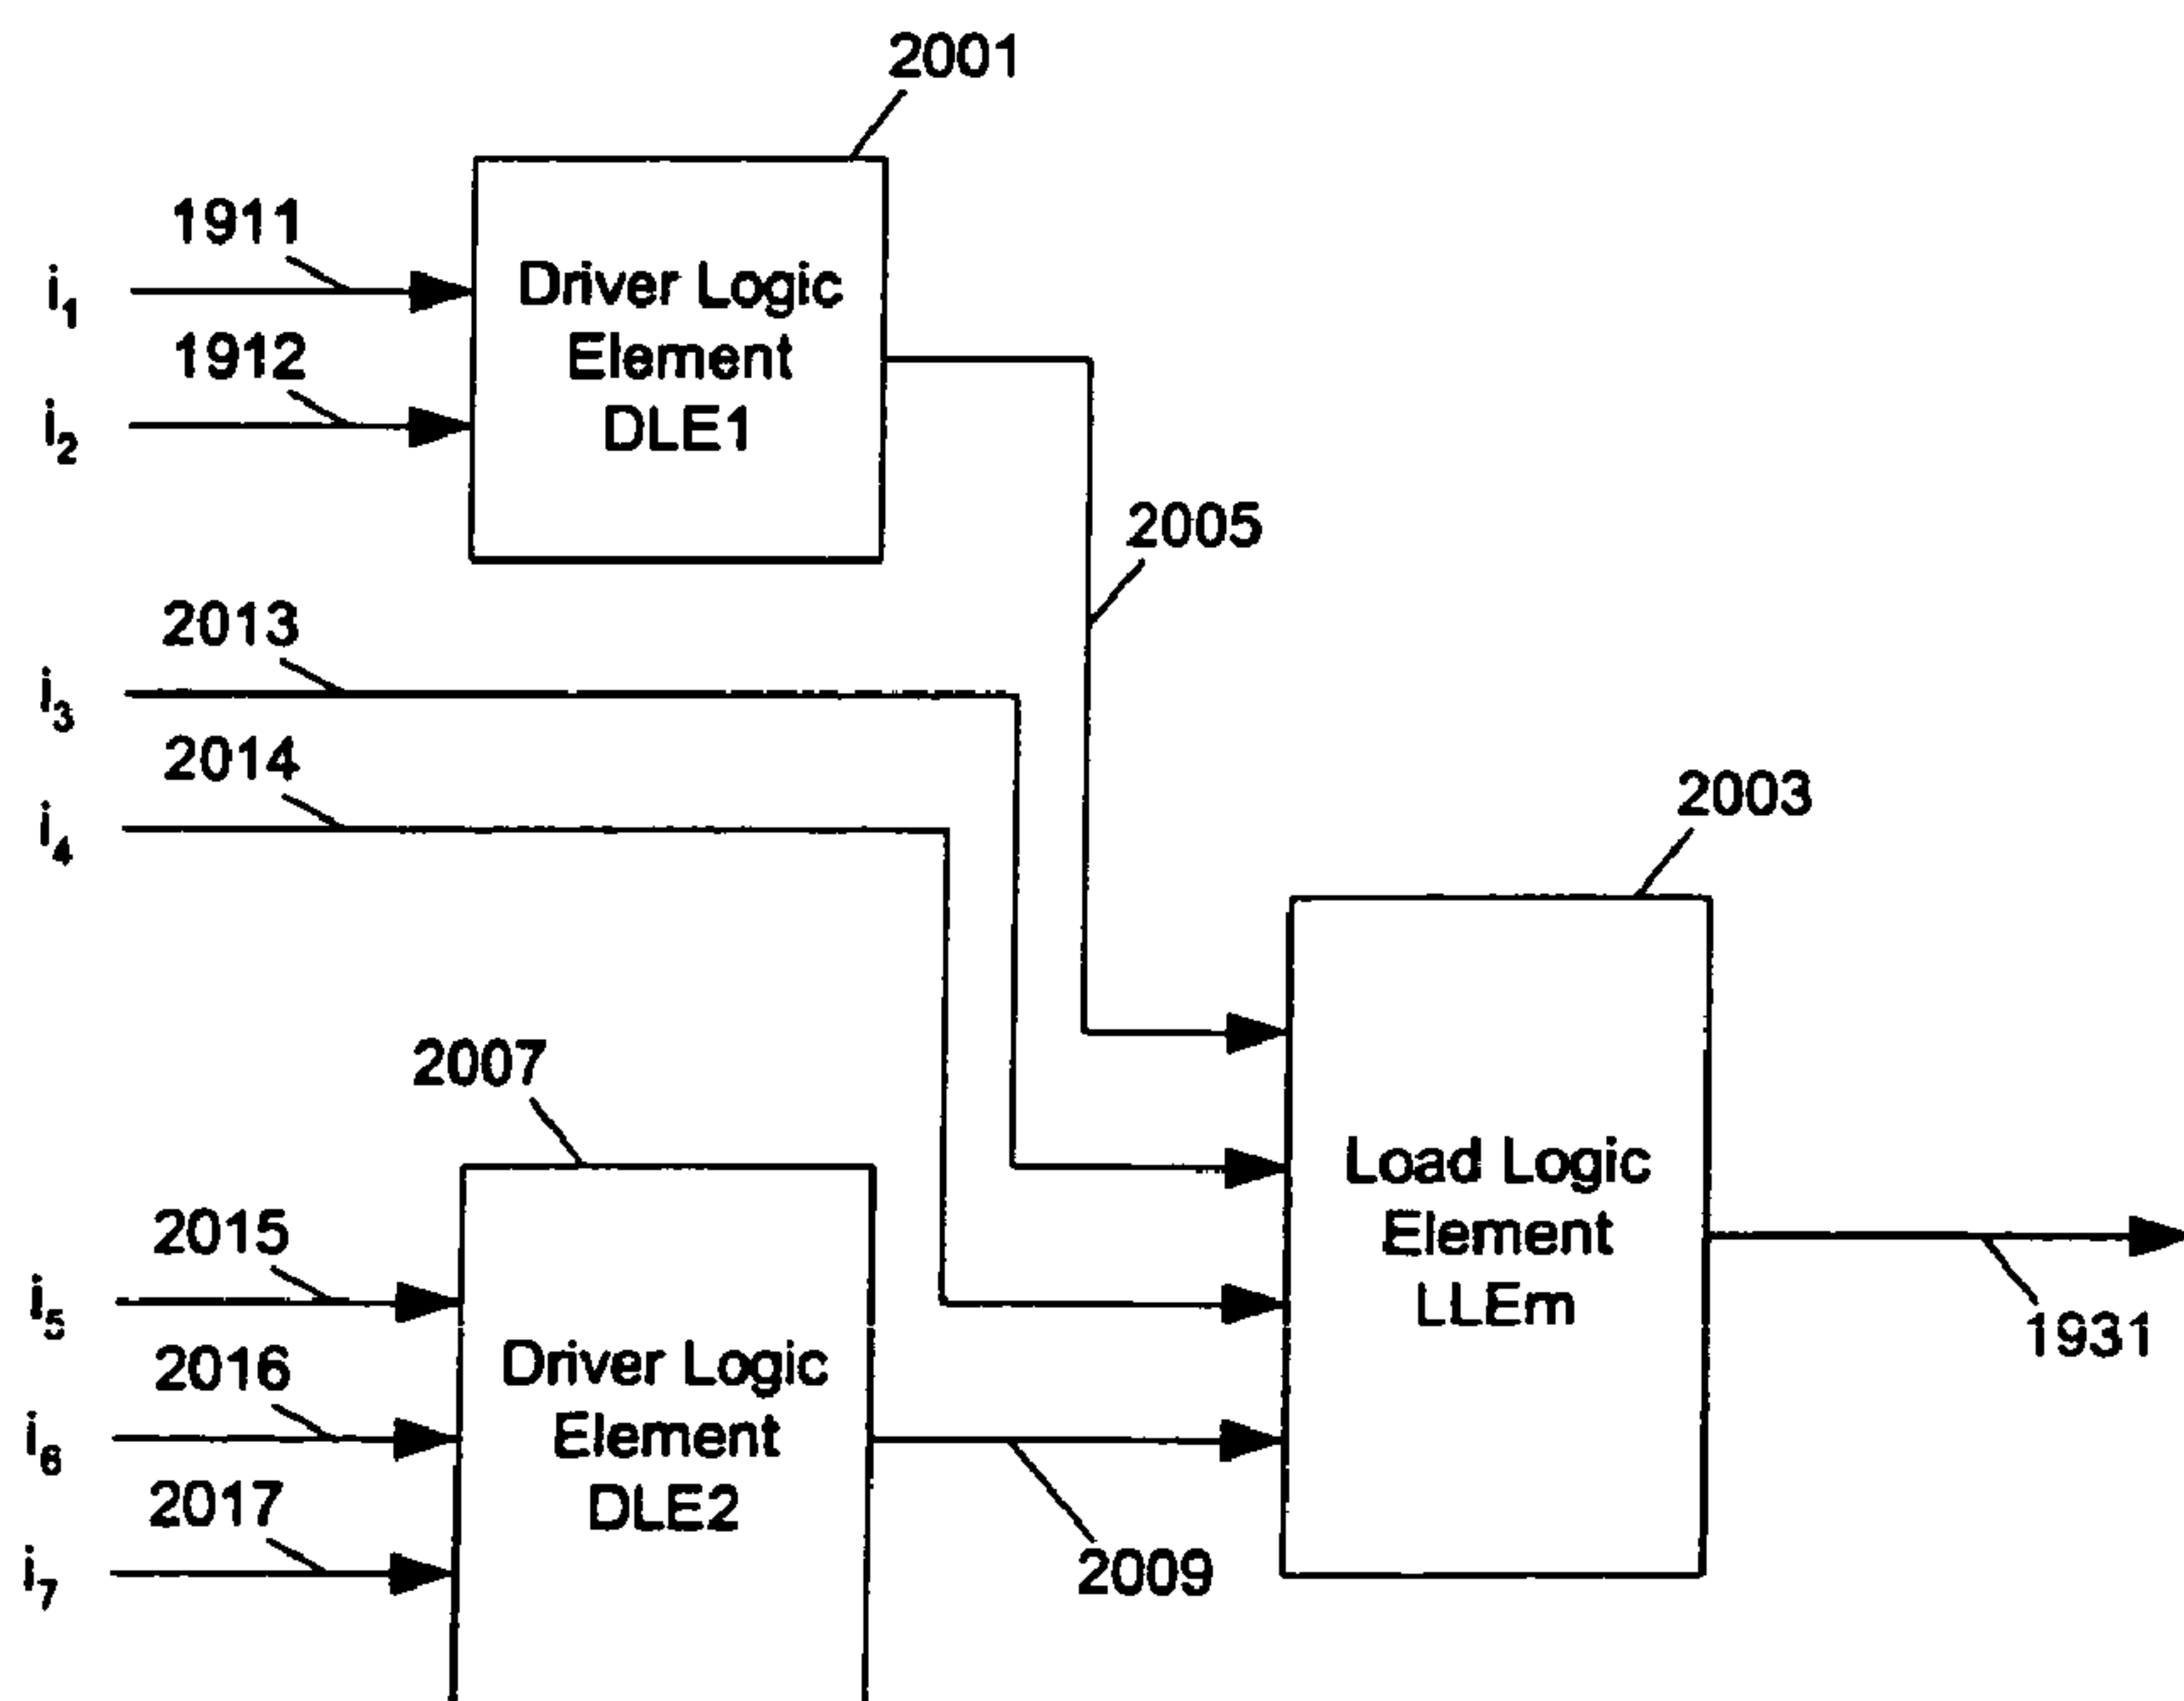 2001
1911
i1
Driver Logic
Element
DLE1
1912
i2
2005
2013
i3
2014
i4
2003
2007
Load Logic
Element
LLEm
2015
i5
Driver Logic
Element
DLE2
2016
i6
2017
i7
2009
1931